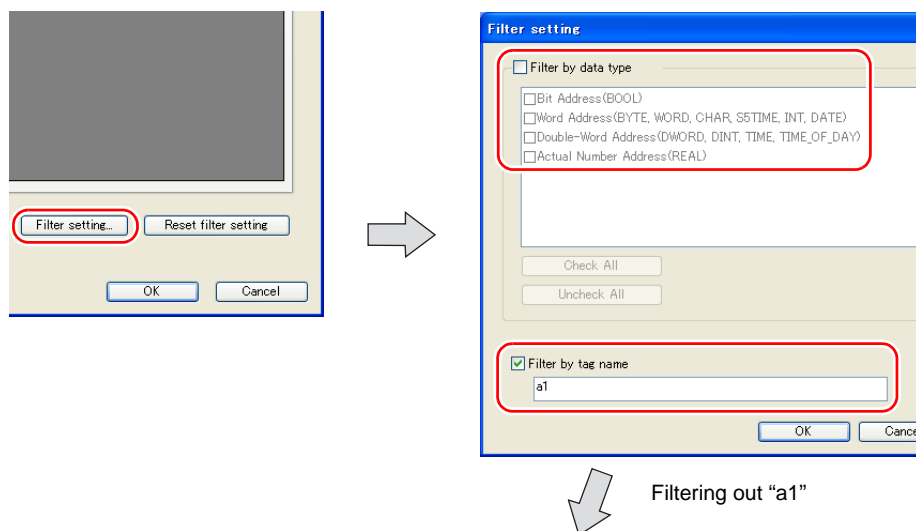 Filter setting...
Reset filter setting
OK
Cancel
Filter setting
Filter by data type
Bit Address(BOOL)
Word Address(BYTE, WORD, CHAR, S5TIME, INT, DATE)
Double-Word Address(DWORD, DINT, TIME, TIME_OF_DAY)
Actual Number Address(REAL)
Check All
Uncheck All
Filter by tag name
a1
OK
Cance
Filtering out “a1”